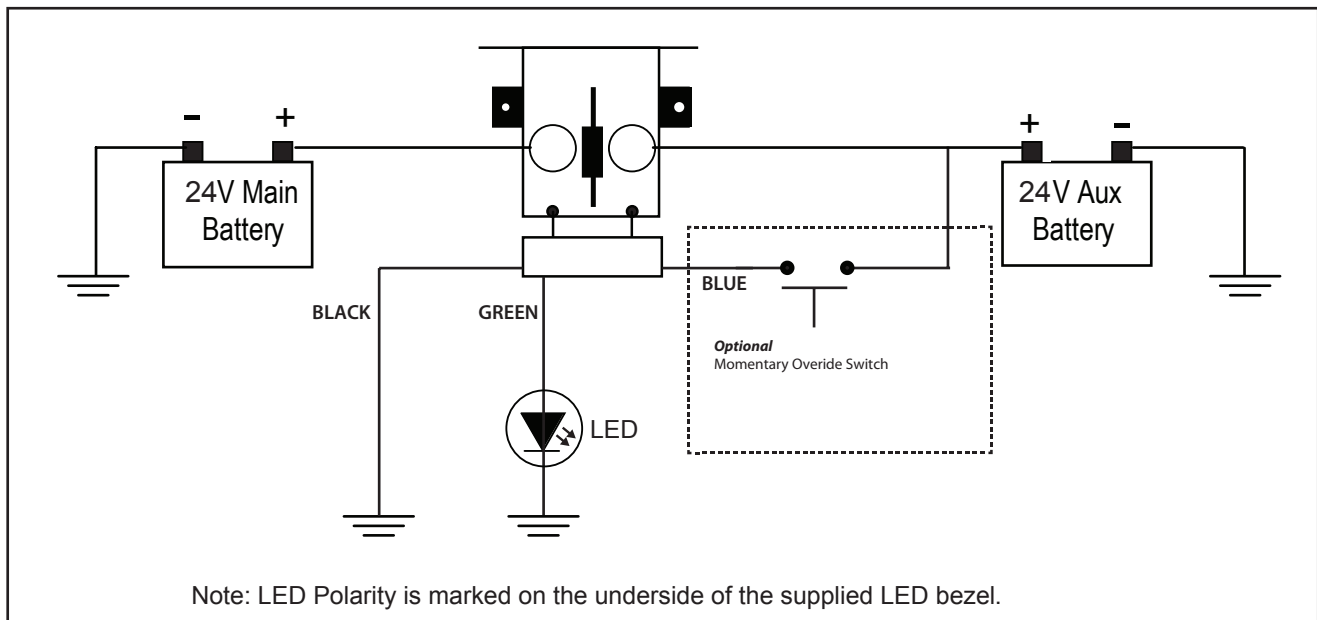 - +
24V Main
Battery
+ -
24V Aux
Battery
BLACK
GREEN
BLUE
Optional
Momentary Overide Switch
LED
Note: LED Polarity is marked on the underside of the supplied LED bezel.